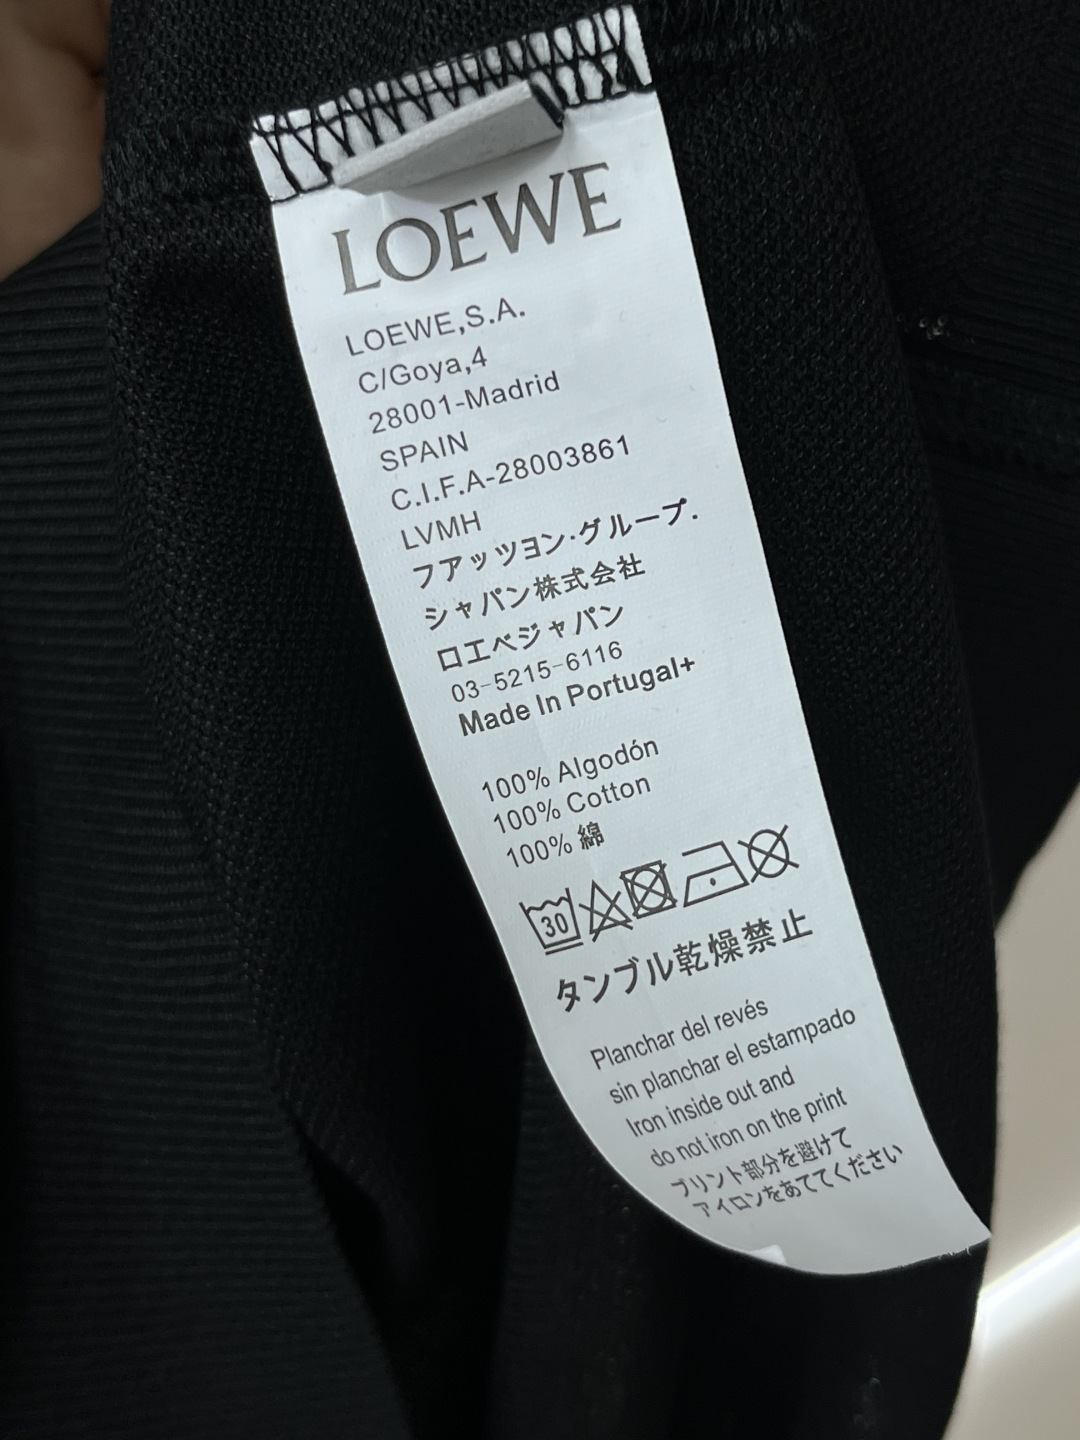 LOEWE
LOEWE,S.A.
C/Goya,4
28001-Madrid
SPAIN
C.I.F.A-28003861
LVMH
フアッツヨン·グループ.
シャパン株式会社
ロエベジャパン
03-5215-6116
Made In Portugal+
100% Algodón
100% Cotton
100% 綿
30
タンブル乾燥禁止
Planchar del revés
sin planchar el estampado
Iron inside out and
do not iron on the print
プリント部分を避けて
アイロンをあててください